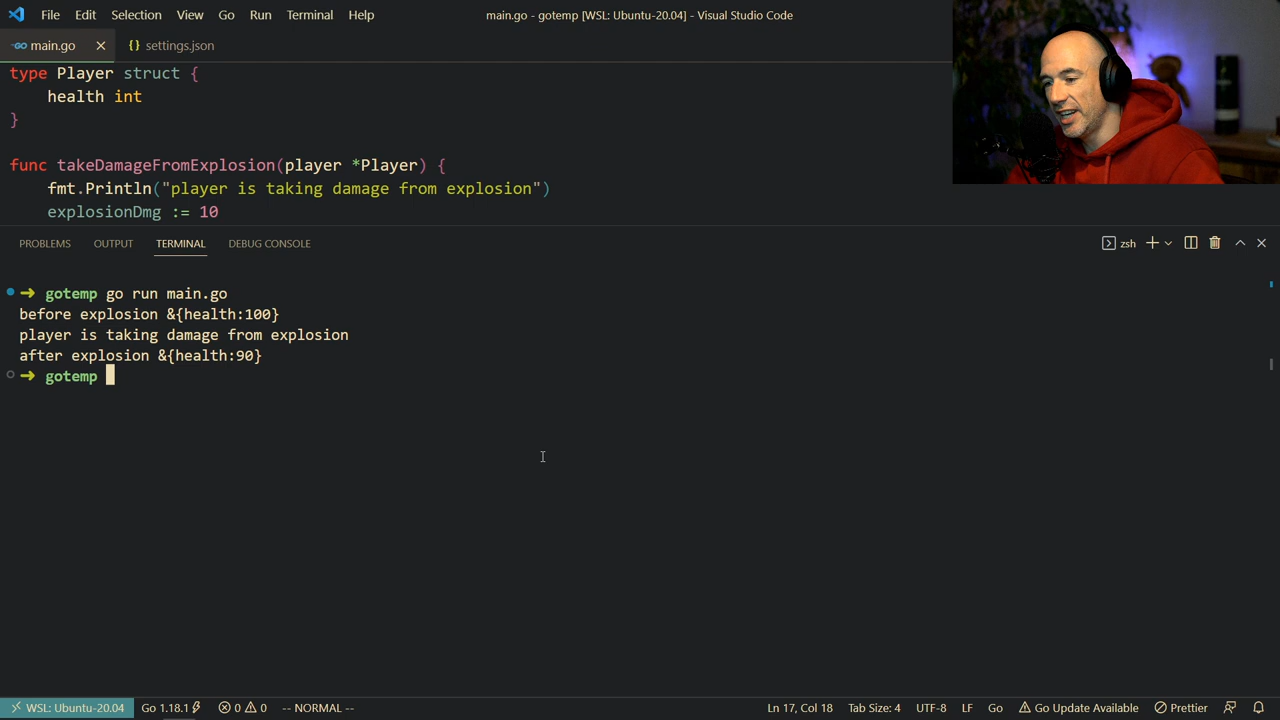 File Edit Selection View Go Run Terminal Help
main.go - gotemp [WSL: Ubuntu-20.04] - Visual Studio Code
main.go
{} settings.json
type Player struct {
health int
}
func takeDamageFromExplosion(player *Player) {
fmt.Println("player is taking damage from explosion")
explosionDmg := 10
PROBLEMS OUTPUT TERMINAL DEBUG CONSOLE
zsh
➜ gotemp go run main.go
before explosion &{health:100}
player is taking damage from explosion
after explosion &{health:90}
➜ gotemp
WSL: Ubuntu-20.04 Go 1.18.1 0 0 -- NORMAL -- Ln 17, Col 18 Tab Size: 4 UTF-8 LF Go Go Update Available Prettier